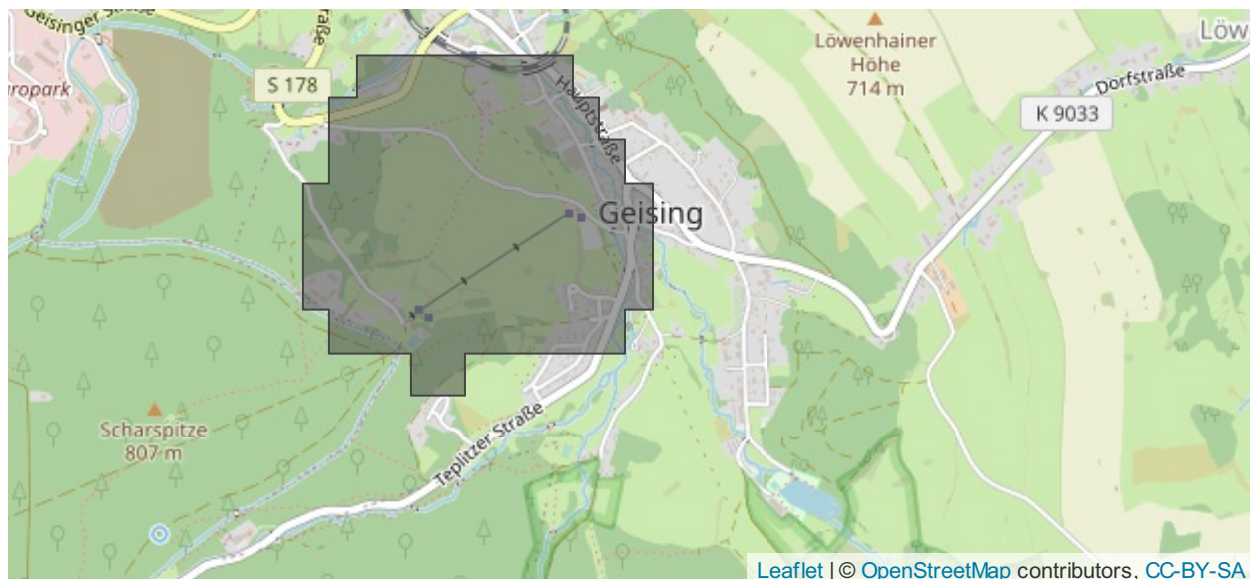 Geisinger Straße
Löwenhainer
Höhe
714 m
Löw
S 178
uropark
Dorfstraße
K 9033
Hauptstraße
Geising
Scharspitze
807 m
Teplitzer Straße
Leaflet | © OpenStreetMap contributors, CC-BY-SA